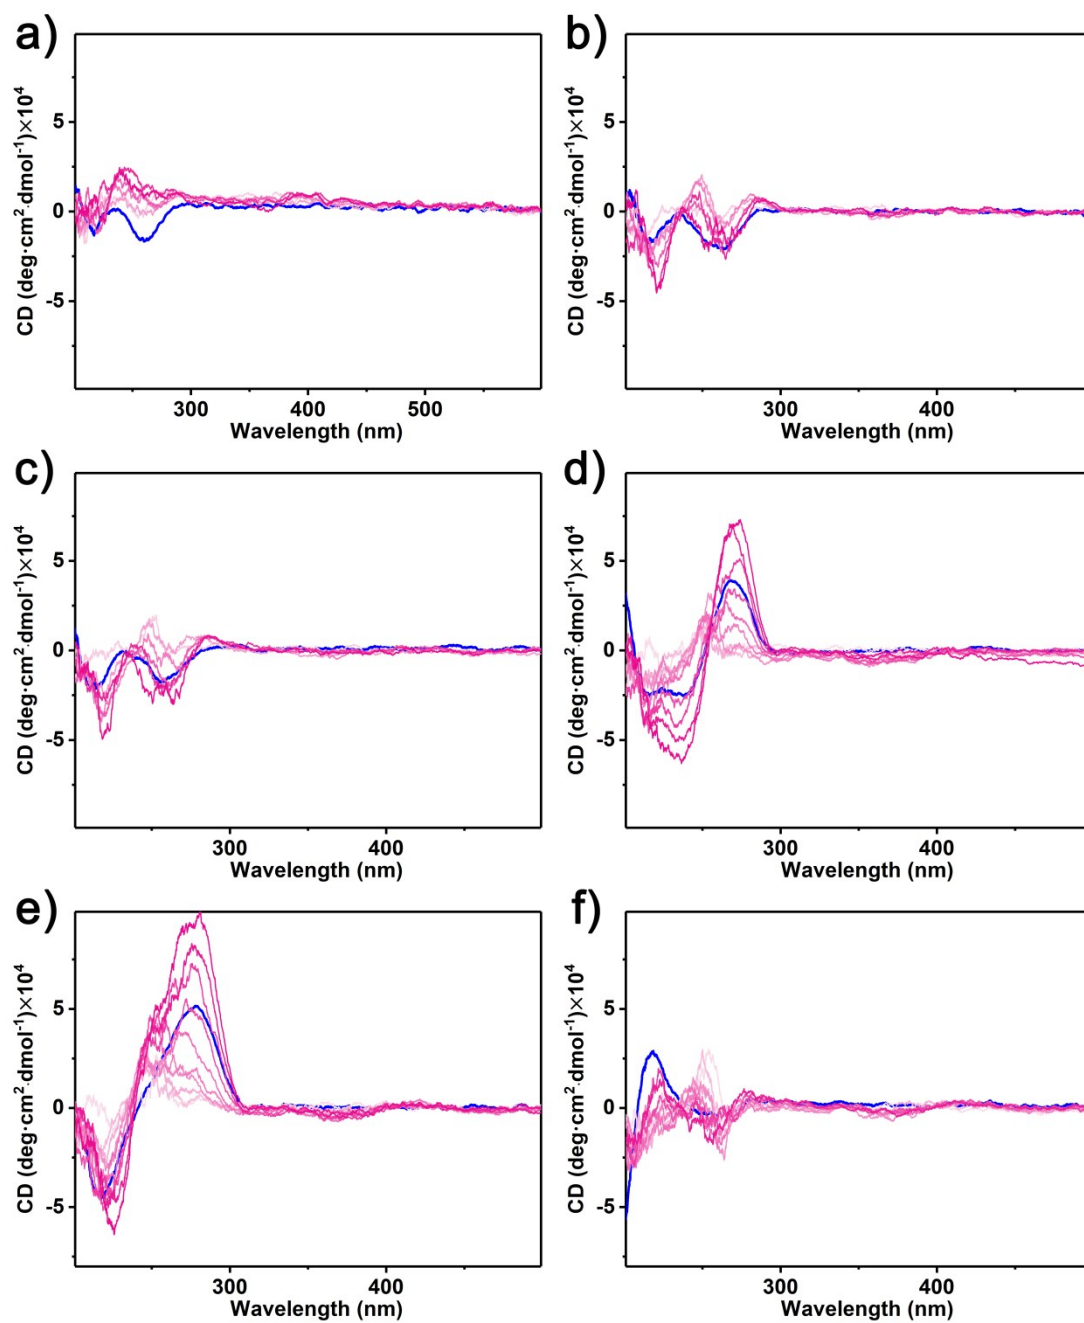 a)
CD (deg·cm²·dmol⁻¹)×10⁴
5
0
-5
300 400 500
Wavelength (nm)
b)
CD (deg·cm²·dmol⁻¹)×10⁴
5
0
-5
300 400
Wavelength (nm)
c)
CD (deg·cm²·dmol⁻¹)×10⁴
5
0
-5
300 400
Wavelength (nm)
d)
CD (deg·cm²·dmol⁻¹)×10⁴
5
0
-5
300 400
Wavelength (nm)
e)
CD (deg·cm²·dmol⁻¹)×10⁴
5
0
-5
300 400
Wavelength (nm)
f)
CD (deg·cm²·dmol⁻¹)×10⁴
5
0
-5
300 400
Wavelength (nm)